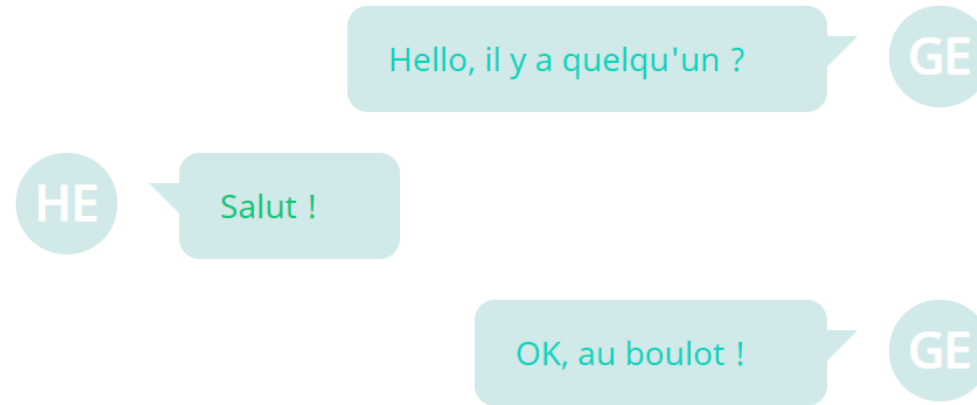 Hello, il y a quelqu'un ?
GE
HE
Salut !
OK, au boulot !
GE